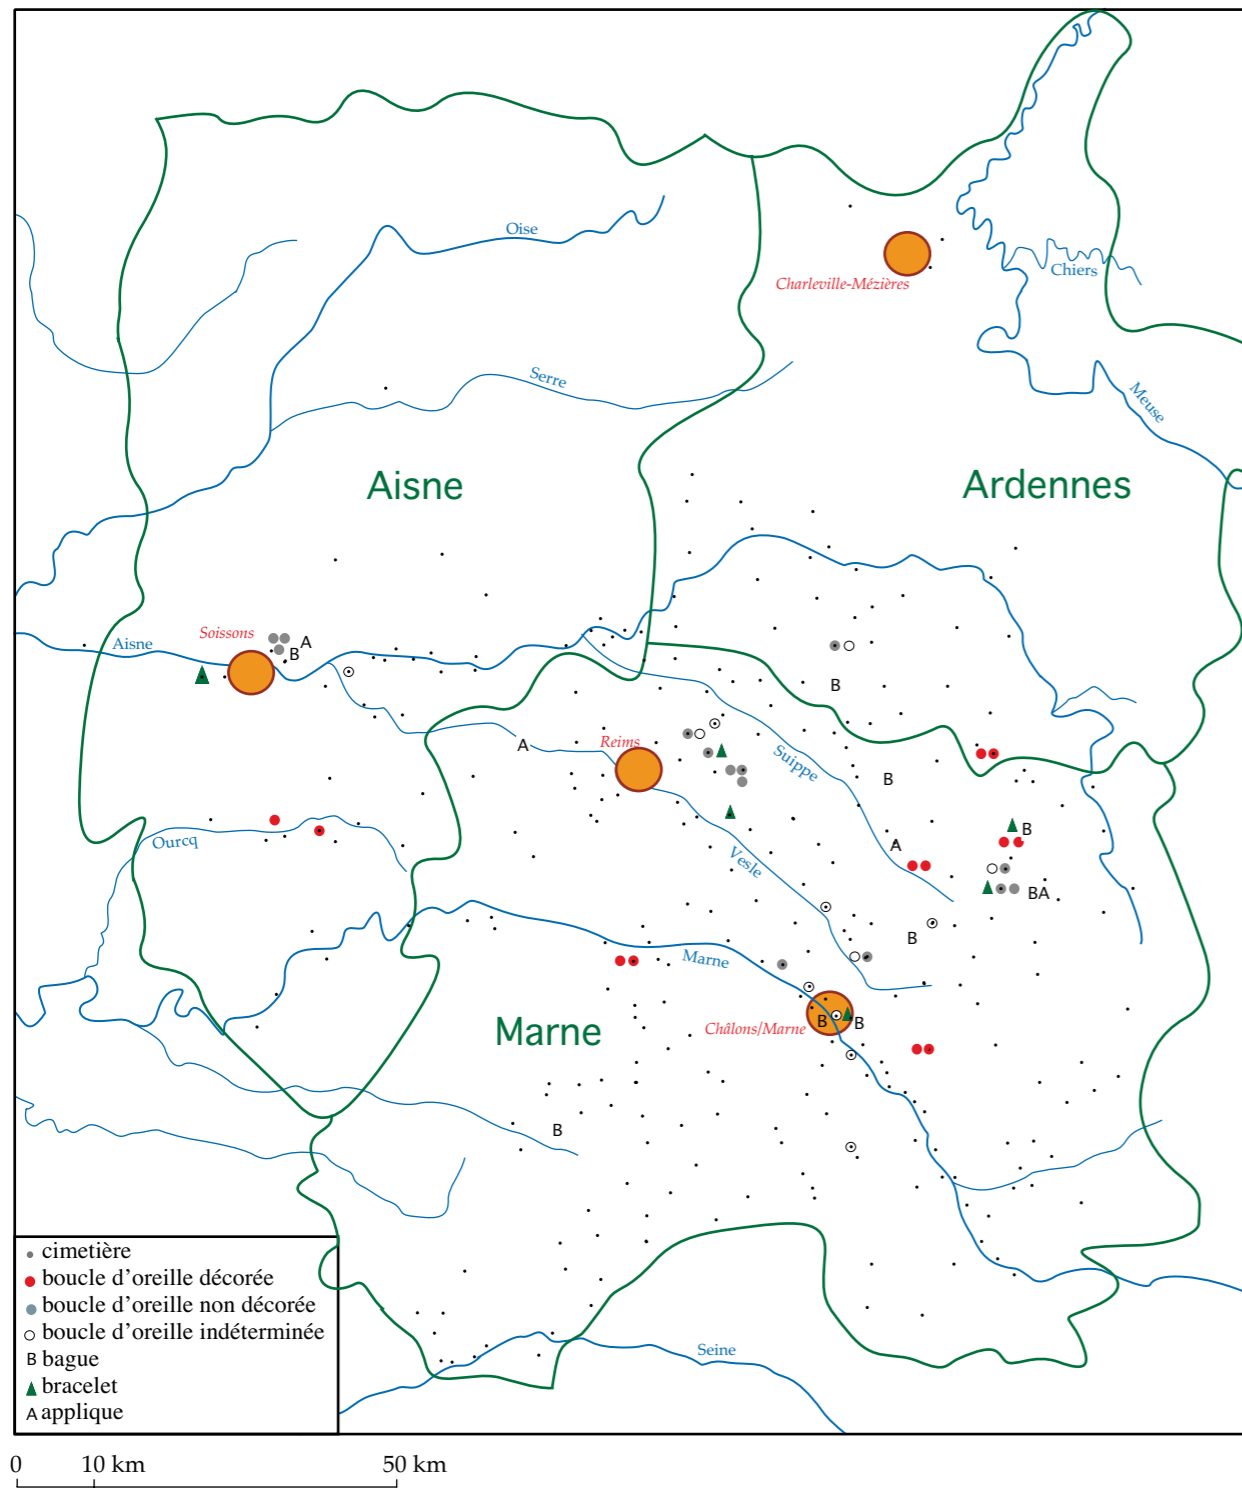 Oise
Charleville-Mézières
Chiers
Serre
Meuse
Aisne
Ardennes
Aisne
Soissons
A
B
B
A
Reims
Suippe
B
B
Ourcq
A
Vesle
BA
B
Marne
Marne
Châlons/Marne
B
B
B
Seine
cimetière
boucle d'oreille décorée
boucle d'oreille non décorée
boucle d'oreille indéterminée
B bague
bracelet
A applique
0 10 km 50 km